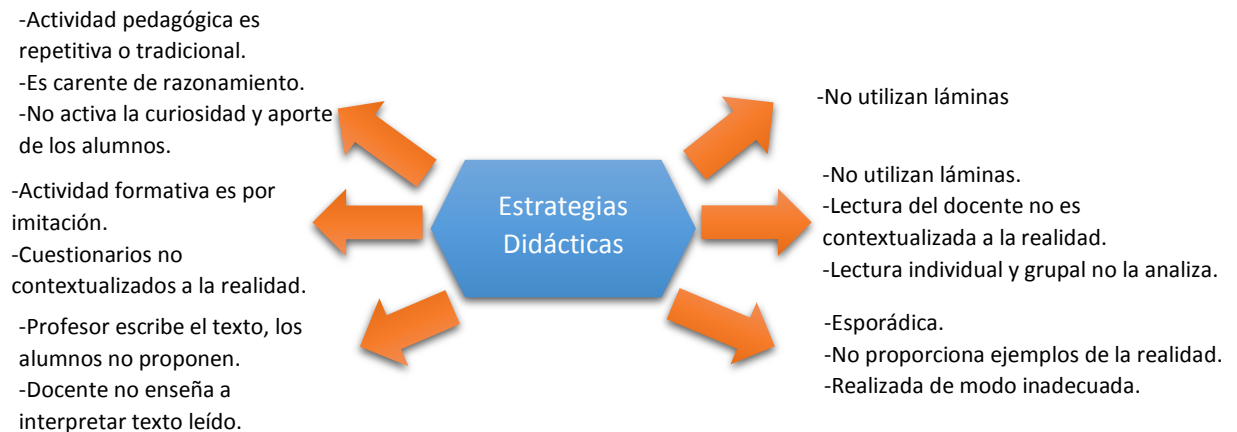 -Actividad pedagógica es
repetitiva o tradicional.
-Es carente de razonamiento.
-No activa la curiosidad y aporte
de los alumnos.
-Actividad formativa es por
imitación.
-Cuestionarios no
contextualizados a la realidad.
-Profesor escribe el texto, los
alumnos no proponen.
-Docente no enseña a
interpretar texto leído.
Estrategias
Didácticas
-No utilizan láminas
-No utilizan láminas.
-Lectura del docente no es
contextualizada a la realidad.
-Lectura individual y grupal no la analiza.
-Esporádica.
-No proporciona ejemplos de la realidad.
-Realizada de modo inadecuada.